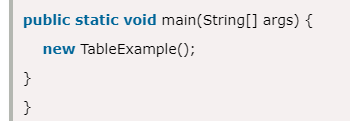 public static void main(String[] args) {
new TableExample();
}
}